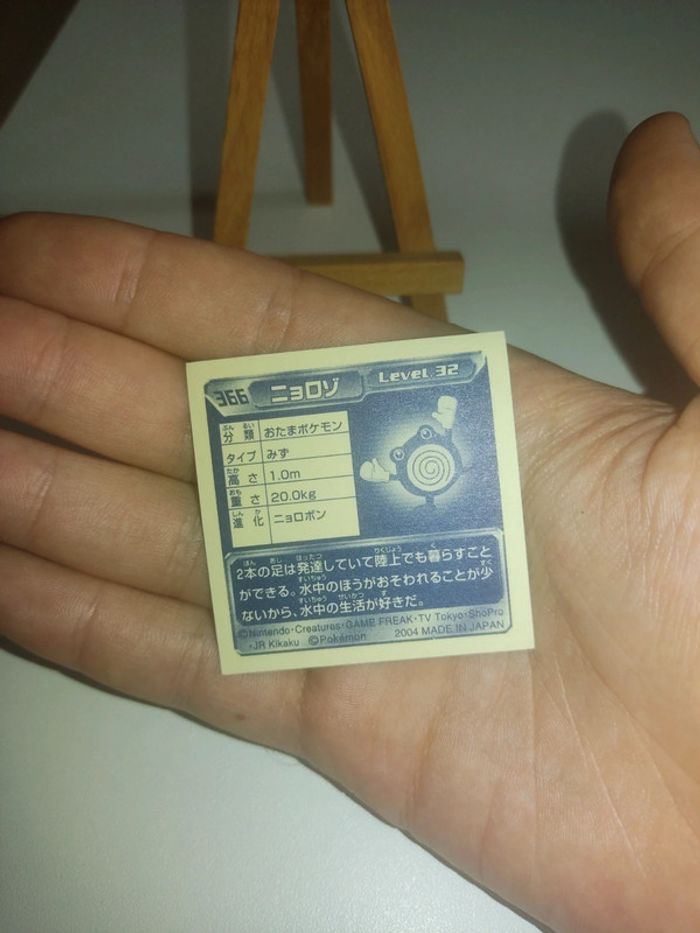 366 ニョロゾ Level 32
分類 おたまポケモン
タイプ みず
高さ 1.0m
重さ 20.0kg
進化 ニョロボン
2本の足は発達していて陸上でも暮らすこと
ができる。水中のほうがおそわれることが少
ないから、水中の生活が好きだ。
©Nintendo・Creatures・GAME FREAK・TV Tokyo・ShoPro
・JR Kikaku ©Pokémon 2004 MADE IN JAPAN